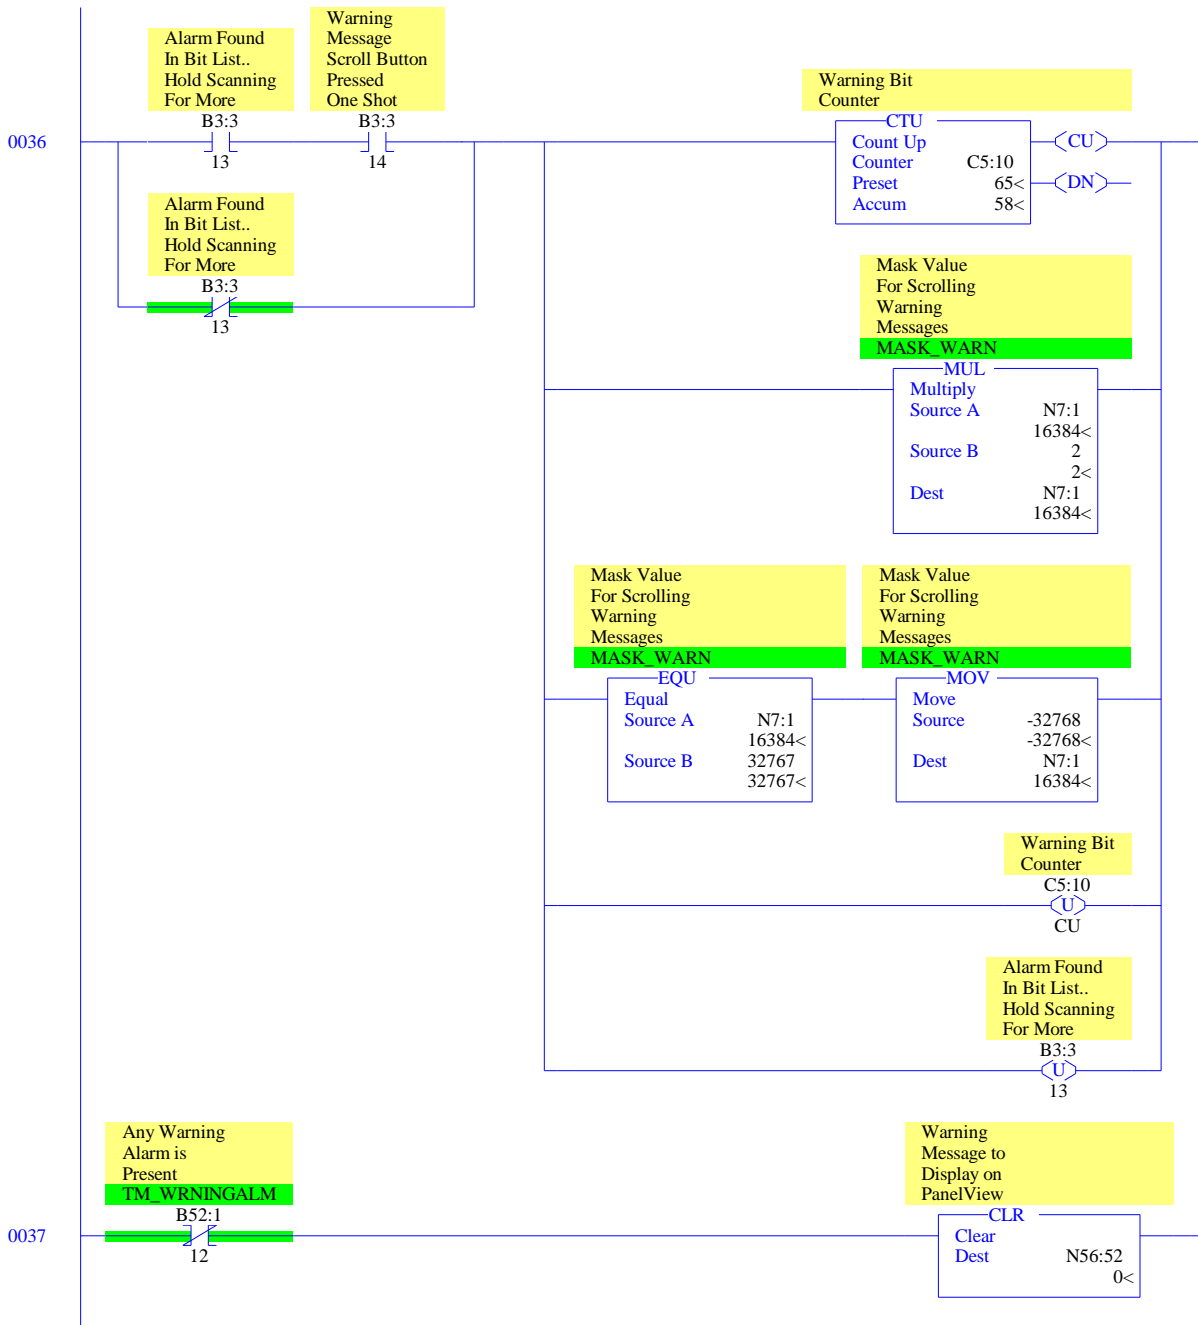 Alarm Found
In Bit List..
Hold Scanning
For More
B3:3
13
Warning
Message
Scroll Button
Pressed
One Shot
B3:3
14
0036
Alarm Found
In Bit List..
Hold Scanning
For More
B3:3
13
Warning Bit
Counter
CTU
Count Up
Counter C5:10
Preset 65<
Accum 58<
CU
DN
Mask Value
For Scrolling
Warning
Messages
MASK_WARN
MUL
Multiply
Source A N7:1
16384<
Source B 2
2<
Dest N7:1
16384<
Mask Value
For Scrolling
Warning
Messages
MASK_WARN
EQU
Equal
Source A N7:1
16384<
Source B 32767
32767<
Mask Value
For Scrolling
Warning
Messages
MASK_WARN
MOV
Move
Source -32768
-32768<
Dest N7:1
16384<
Warning Bit
Counter
C5:10
U
CU
Alarm Found
In Bit List..
Hold Scanning
For More
B3:3
U
13
Any Warning
Alarm is
Present
TM_WRNINGALM
B52:1
12
0037
Warning
Message to
Display on
PanelView
CLR
Clear
Dest N56:52
0<